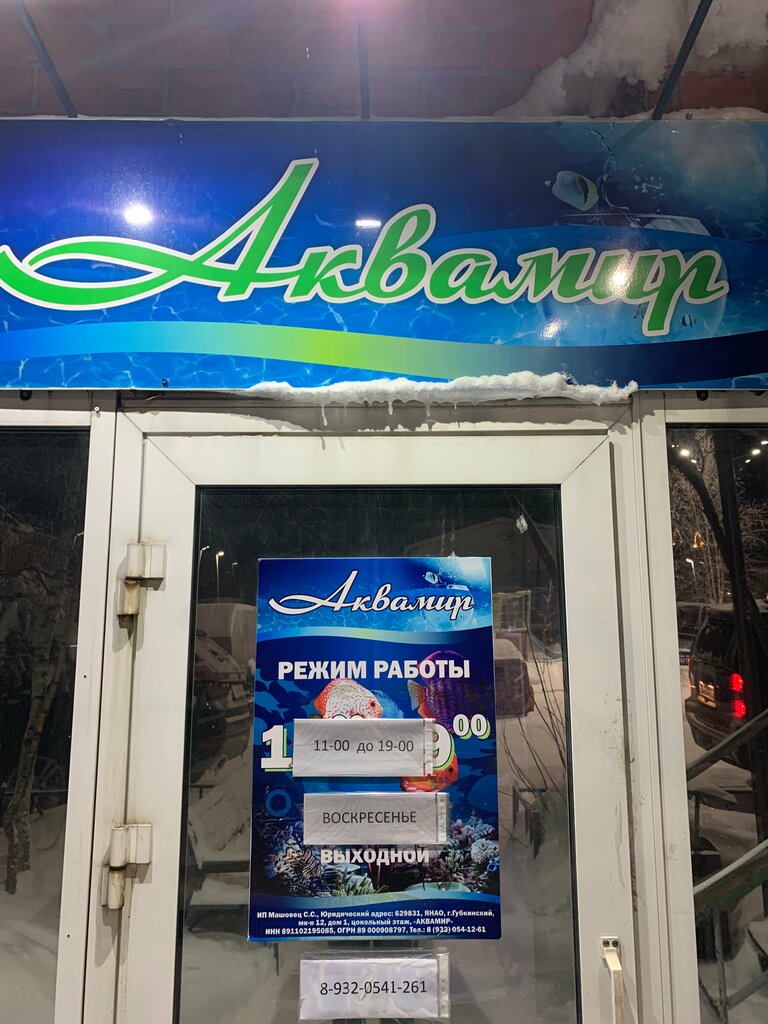 Аквамир
Аквамир
РЕЖИМ РАБОТЫ
11-00 до 19-00
ВОСКРЕСЕНЬЕ
ВЫХОДНОЙ
ИП Машовец С.С., Юридический адрес: 629831, ЯНАО, г.Губкинский,
мк-н 12, дом 1, цокольный этаж, «АКВАМИР»
ИНН 891102195085, ОГРН 89 000908797, Тел.: 8 (932) 054-12-61
8-932-0541-261